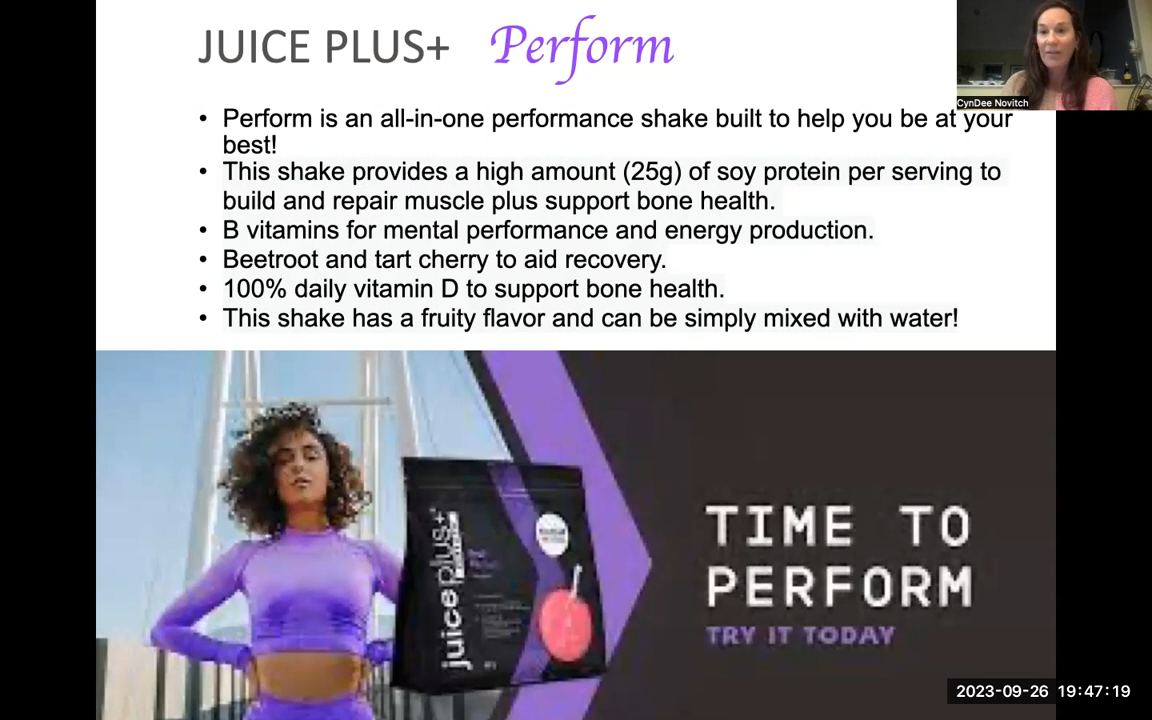 JUICE PLUS+ Perform
CynDee Novitch
• Perform is an all-in-one performance shake built to help you be at your
best!
• This shake provides a high amount (25g) of soy protein per serving to
build and repair muscle plus support bone health.
• B vitamins for mental performance and energy production.
• Beetroot and tart cherry to aid recovery.
• 100% daily vitamin D to support bone health.
• This shake has a fruity flavor and can be simply mixed with water!
juice plus+
TIME TO
PERFORM
TRY IT TODAY
2023-09-26 19:47:19